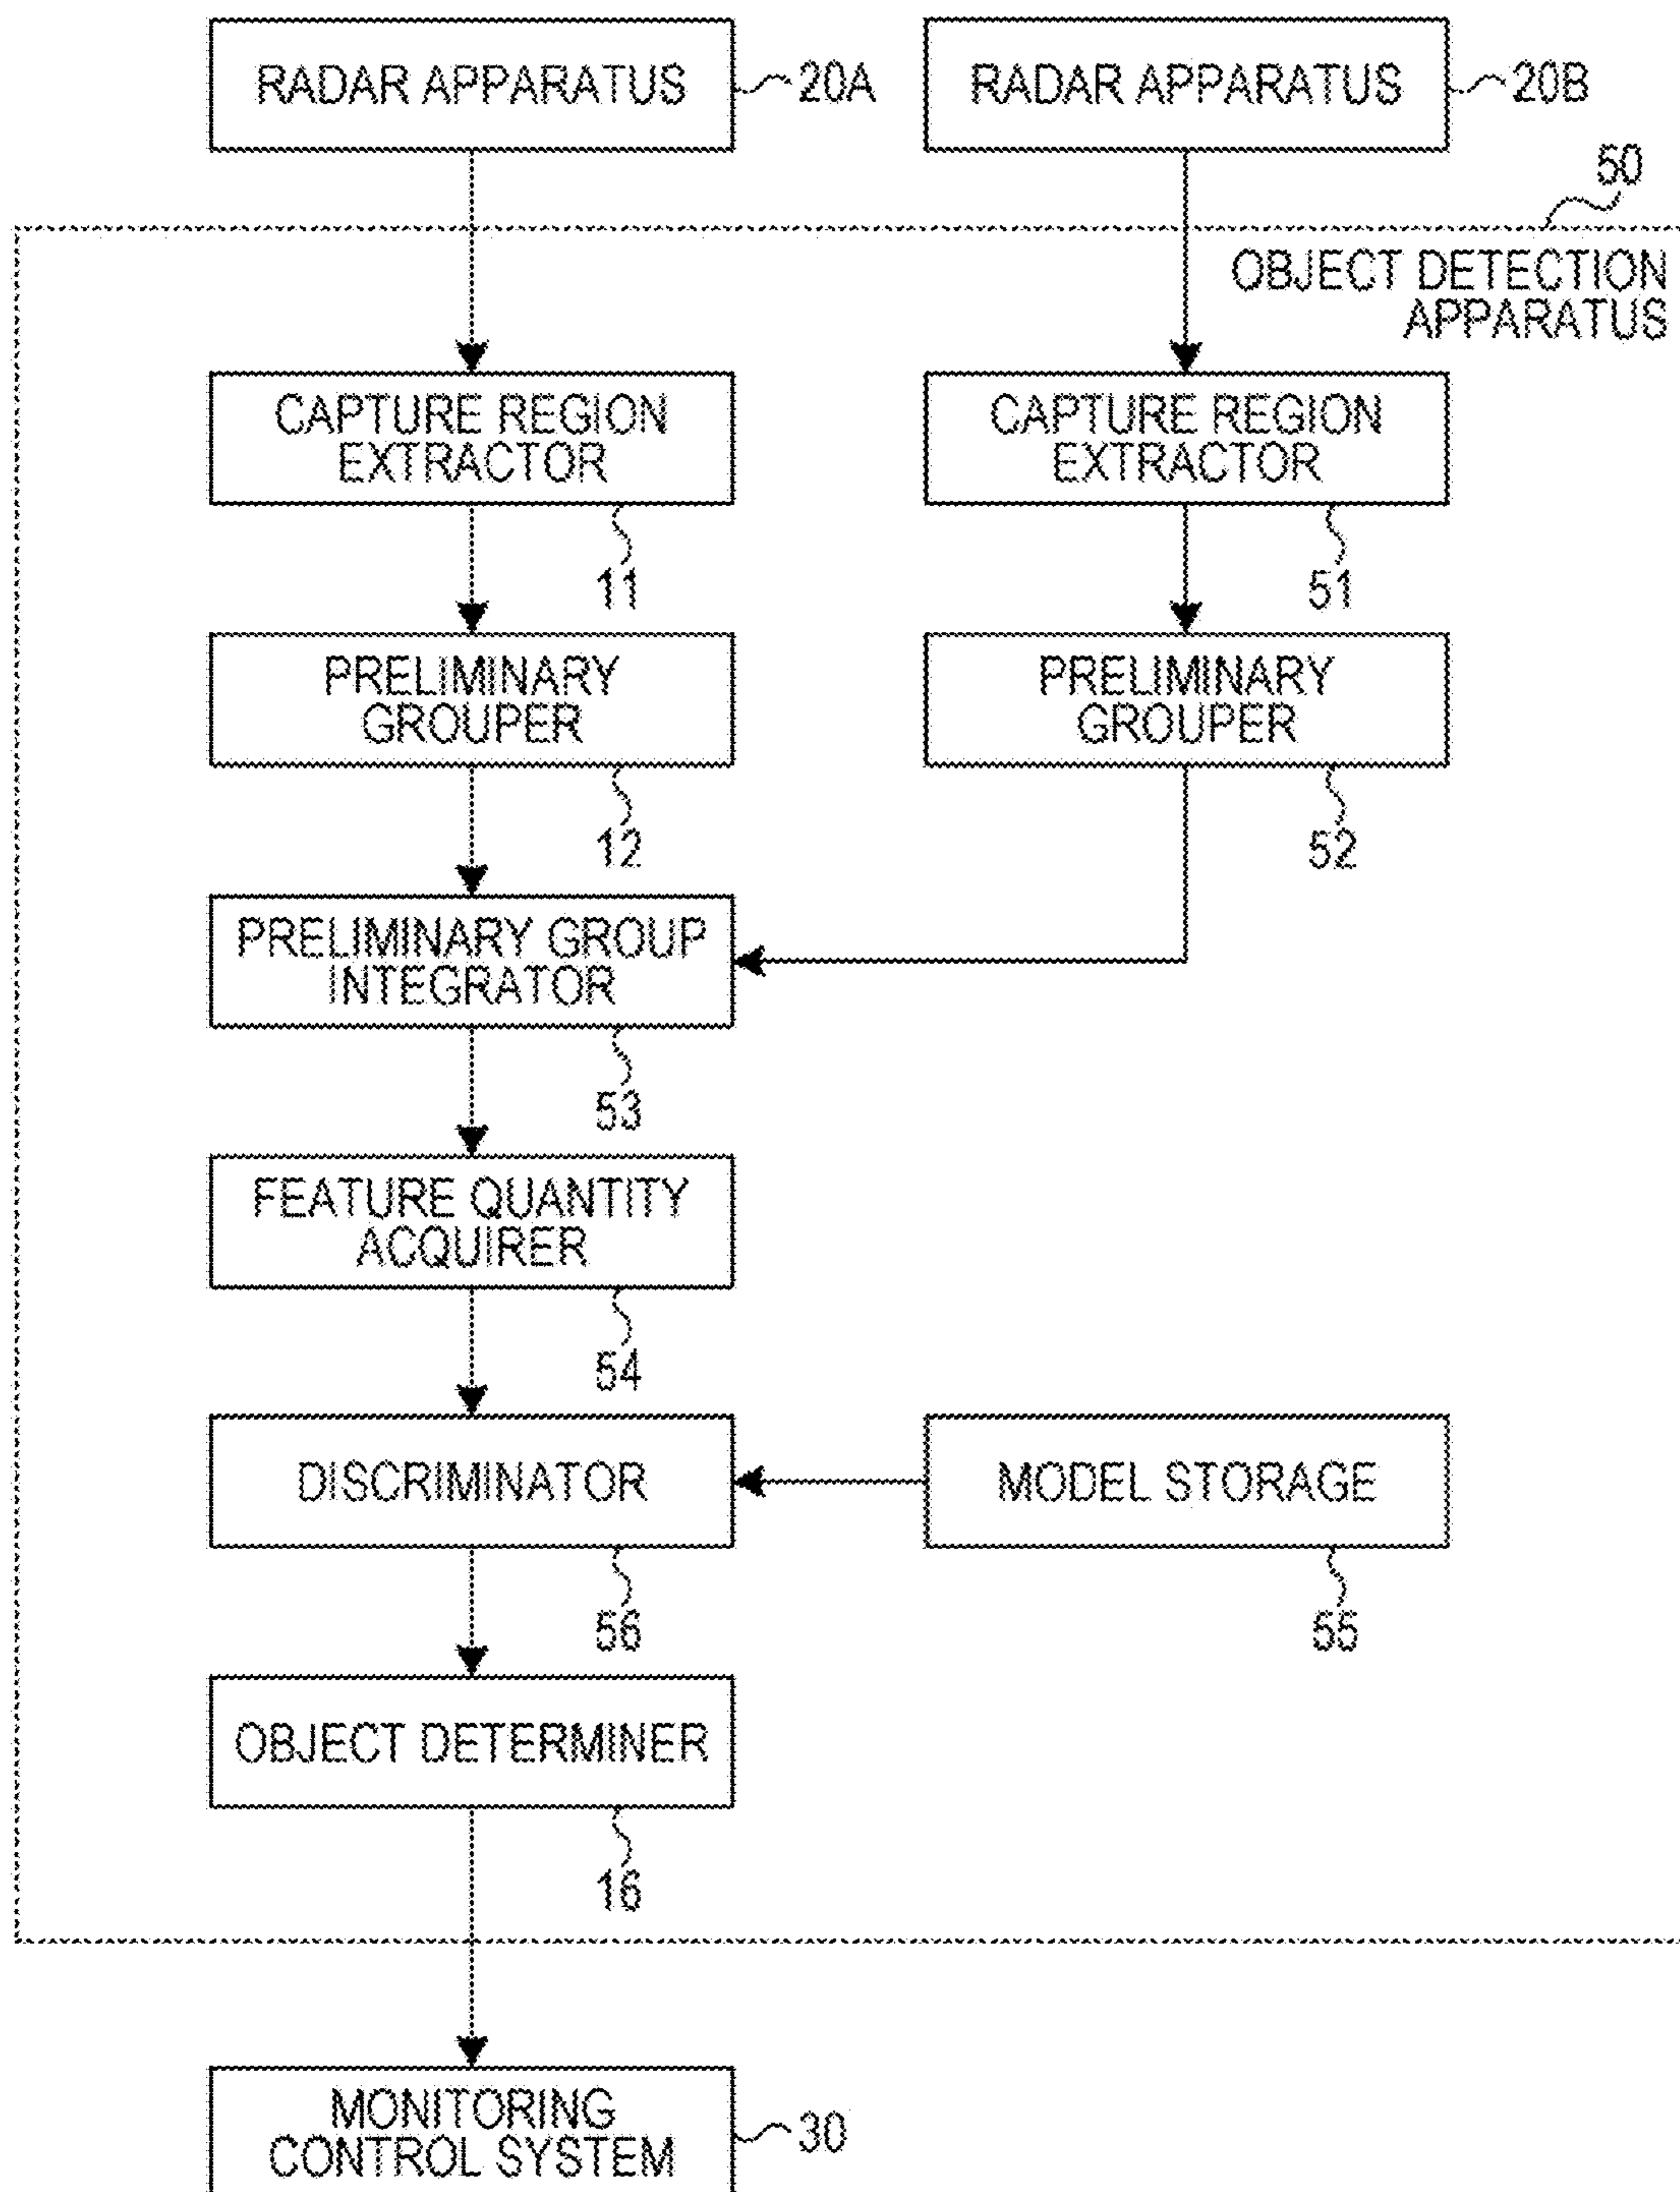 RADAR APPARATUS
20A
RADAR APPARATUS
20B
50
OBJECT DETECTION
APPARATUS
CAPTURE REGION
EXTRACTOR
11
CAPTURE REGION
EXTRACTOR
51
PRELIMINARY
GROUPER
12
PRELIMINARY
GROUPER
52
PRELIMINARY GROUP
INTEGRATOR
53
FEATURE QUANTITY
ACQUIRER
54
DISCRIMINATOR
56
MODEL STORAGE
55
OBJECT DETERMINER
16
MONITORING
CONTROL SYSTEM
30